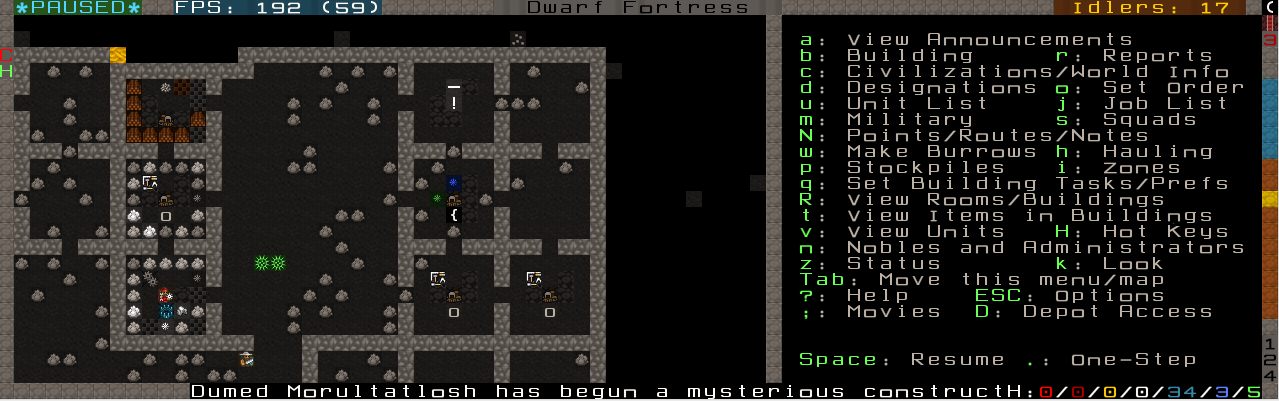 *PAUSED* FPS: 192 (59) Dwarf Fortress Idlers: 17
a: View Announcements
b: Building r: Reports
c: Civilizations/World Info
d: Designations o: Set Order
u: Unit List j: Job List
m: Military s: Squads
N: Points/Routes/Notes
w: Make Burrows h: Hauling
p: Stockpiles i: Zones
q: Set Building Tasks/Prefs
R: View Rooms/Buildings
t: View Items in Buildings
v: View Units H: Hot Keys
n: Nobles and Administrators
z: Status k: Look
Tab: Move this menu/map
?: Help ESC: Options
;: Movies D: Depot Access
Space: Resume .: One-Step
Dumed Morultatlosh has begun a mysterious constructH:0/0/0/0/34/3/5
C
H
3
1
2
4